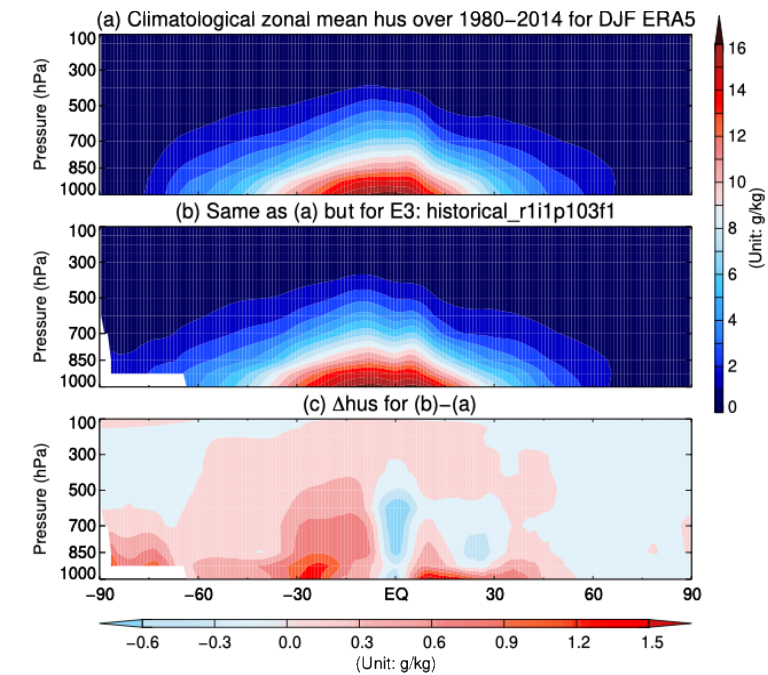 (a) Climatological zonal mean hus over 1980−2014 for DJF ERA5
Pressure (hPa)
100
300
500
700
850
1000
(b) Same as (a) but for E3: historical_r1i1p103f1
Pressure (hPa)
100
300
500
700
850
1000
(c) Δhus for (b)−(a)
Pressure (hPa)
100
300
500
700
850
1000
−90 −60 −30 EQ 30 60 90
−0.6 −0.3 0.0 0.3 0.6 0.9 1.2 1.5
(Unit: g/kg)
16
14
12
10
8
6
4
2
0
(Unit: g/kg)